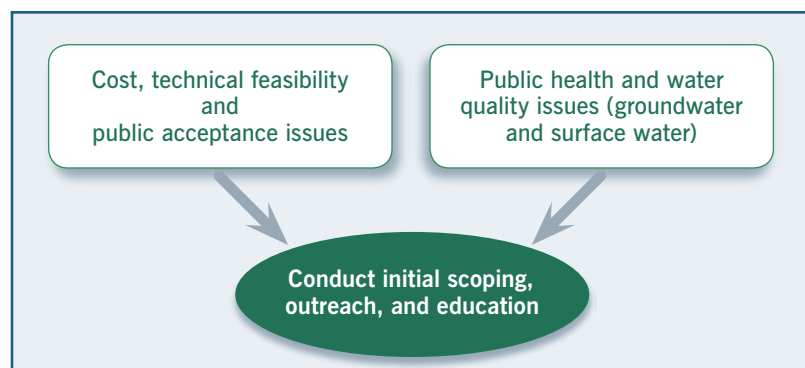 Cost, technical feasibility
and
public acceptance issues
Public health and water
quality issues (groundwater
and surface water)
Conduct initial scoping,
outreach, and education